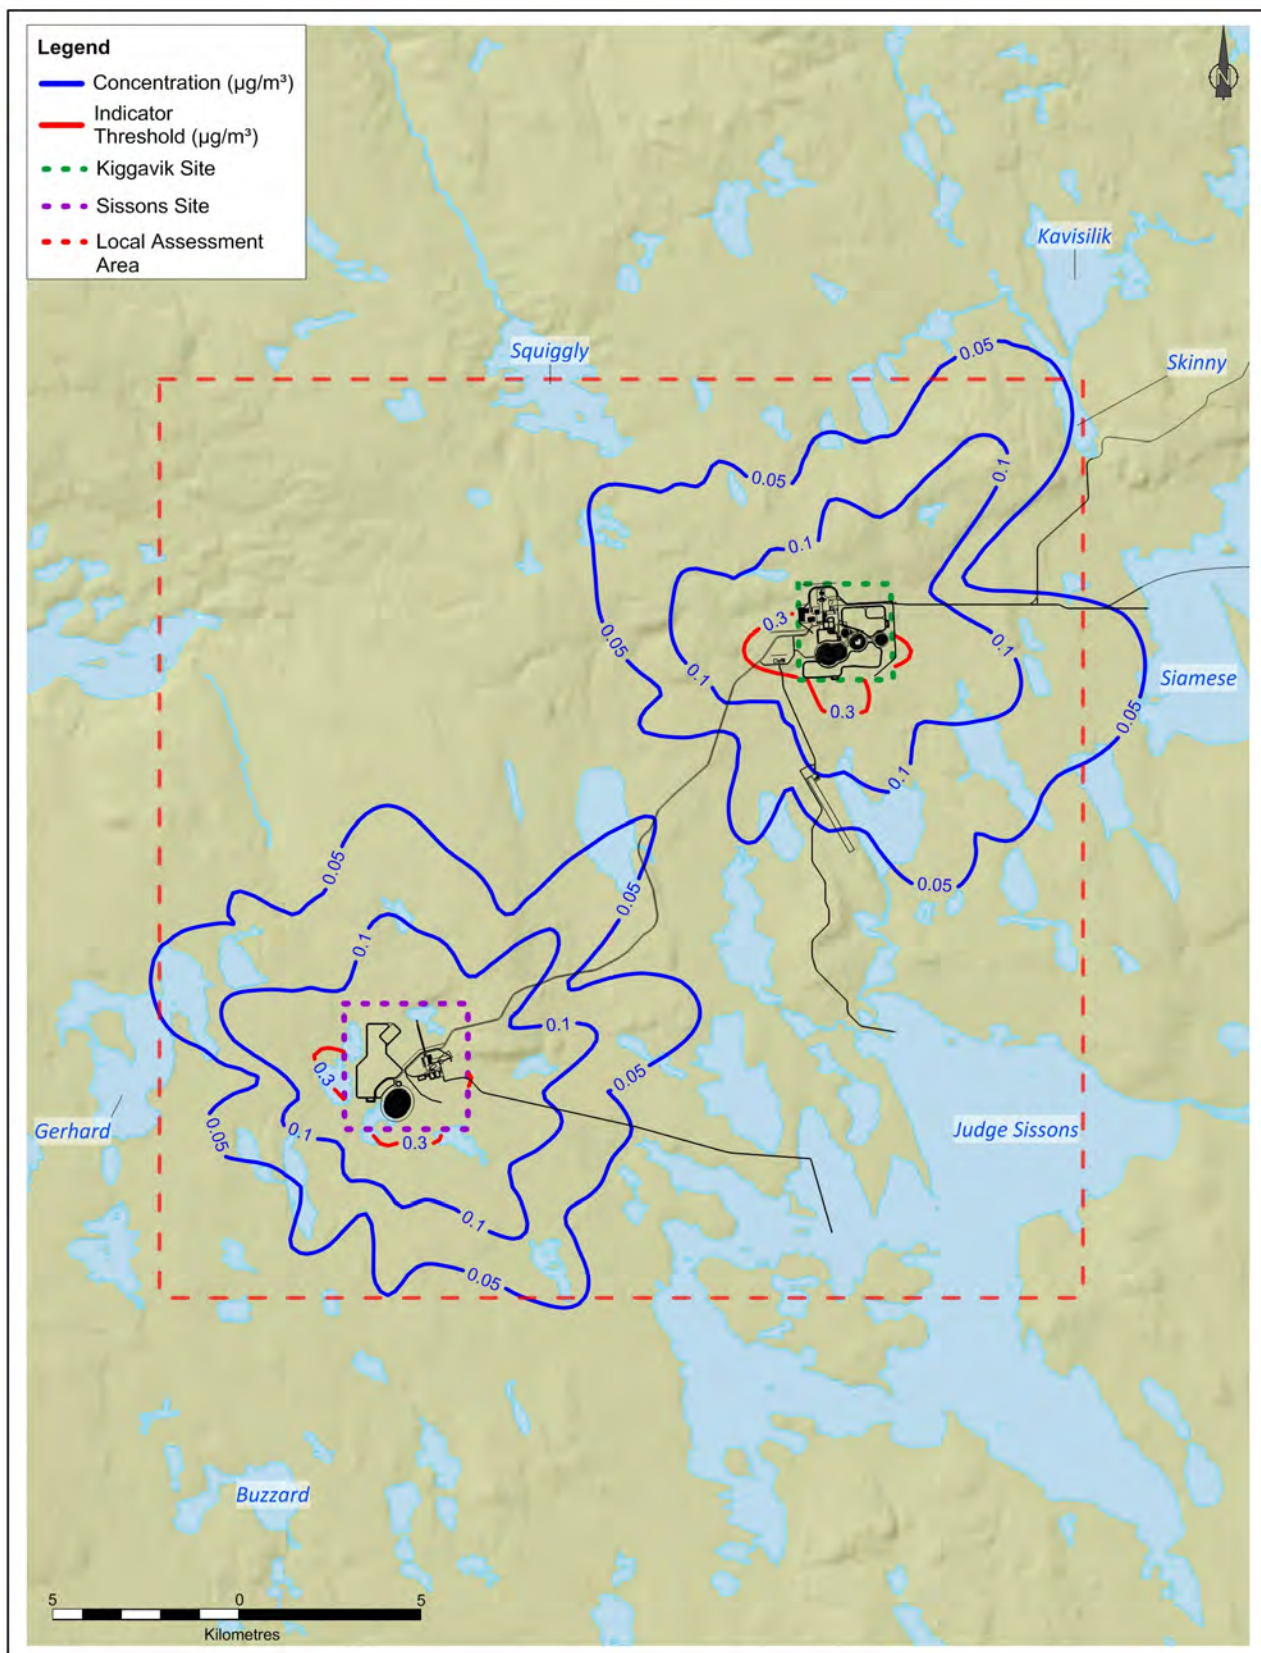 Legend
Concentration (µg/m³)
Indicator
Threshold (µg/m³)
Kiggavik Site
Sissons Site
Local Assessment
Area
N
Kavisilik
Squiggly
0.05
Skinny
0.05
0.1
0.1
0.3
0.05
0.1
Siamese
0.3
0.05
0.1
0.05
0.05
0.05
0.1
0.1
0.3
0.05
Gerhard
0.05
0.1
0.3
Judge Sissons
0.1
0.05
Buzzard
5 0 5
Kilometres